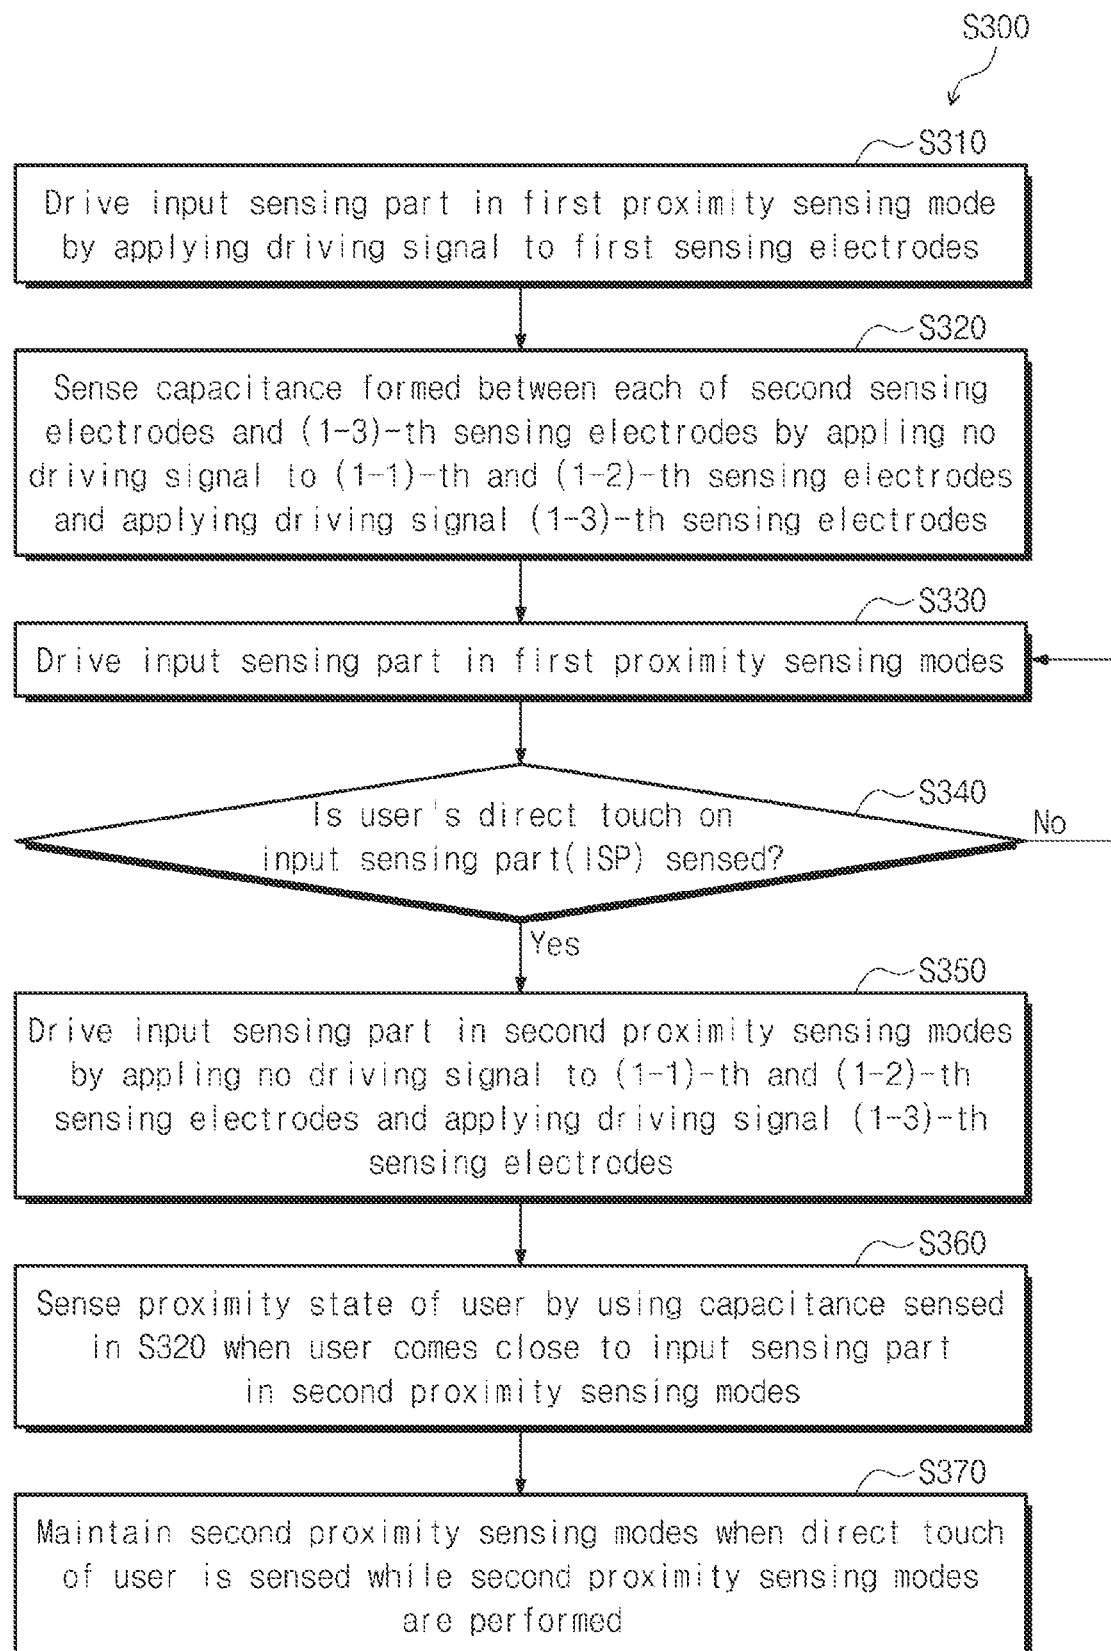 S300
S310
Drive input sensing part in first proximity sensing mode
by applying driving signal to first sensing electrodes
S320
Sense capacitance formed between each of second sensing
electrodes and (1-3)-th sensing electrodes by appling no
driving signal to (1-1)-th and (1-2)-th sensing electrodes
and applying driving signal (1-3)-th sensing electrodes
S330
Drive input sensing part in first proximity sensing modes
S340
Is user's direct touch on
input sensing part(ISP) sensed?
No
Yes
S350
Drive input sensing part in second proximity sensing modes
by appling no driving signal to (1-1)-th and (1-2)-th
sensing electrodes and applying driving signal (1-3)-th
sensing electrodes
S360
Sense proximity state of user by using capacitance sensed
in S320 when user comes close to input sensing part
in second proximity sensing modes
S370
Maintain second proximity sensing modes when direct touch
of user is sensed while second proximity sensing modes
are performed